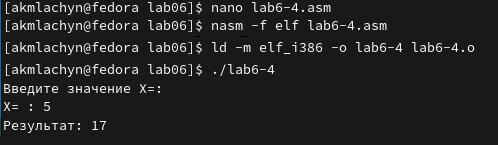 [akmlachyn@fedora lab06]$ nano lab6-4.asm
[akmlachyn@fedora lab06]$ nasm -f elf lab6-4.asm
[akmlachyn@fedora lab06]$ ld -m elf_i386 -o lab6-4 lab6-4.o
[akmlachyn@fedora lab06]$ ./lab6-4
Введите значение X=:
X= : 5
Результат: 17